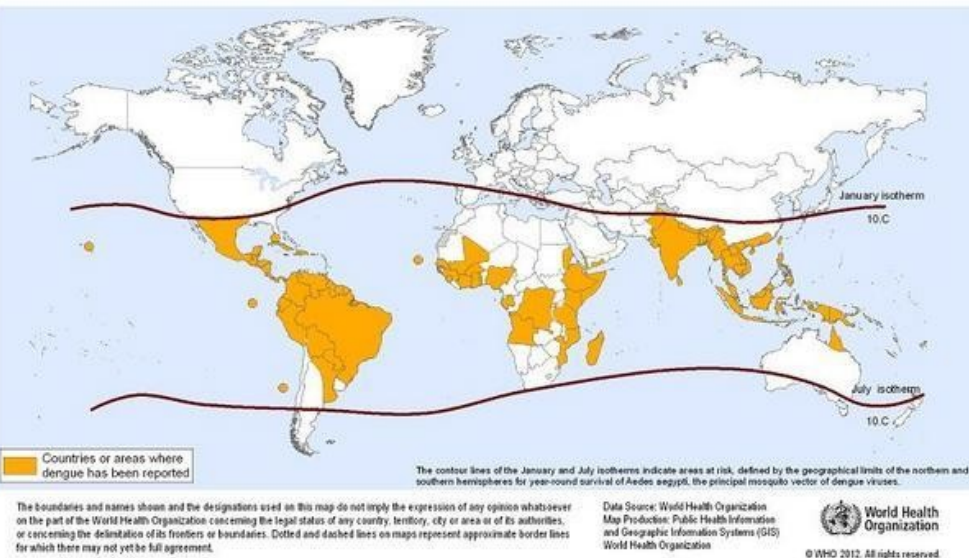 January isotherm
10.C
July isotherm
10.C
Countries or areas where
dengue has been reported
The contour lines of the January and July isotherms indicate areas at risk, defined by the geographical limits of the northern and
southern hemispheres for year-round survival of Aedes aegypti, the principal mosquito vector of dengue viruses.
The boundaries and names shown and the designations used on this map do not imply the expression of any opinion whatsoever
on the part of the World Health Organization concerning the legal status of any country, territory, city or area or of its authorities,
or concerning the delimitation of its frontiers or boundaries. Dotted and dashed lines on maps represent approximate border lines
for which there may not yet be full agreement.
Data Source: World Health Organization
Map Production: Public Health Information
and Geographic Information Systems (GIS)
World Health Organization
World Health
Organization
© WHO 2012. All rights reserved.